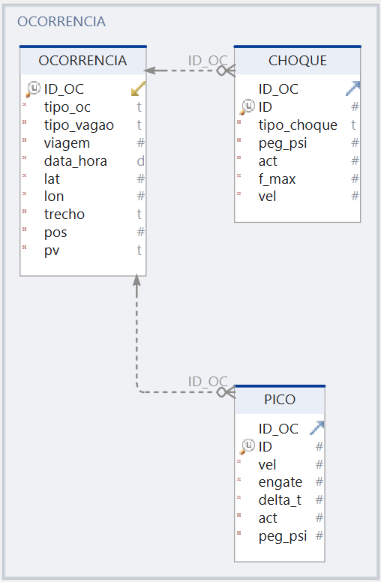 OCORRENCIA
OCORRENCIA
ID_OC
tipo_oc t
tipo_vagao t
viagem #
data_hora d
lat #
lon #
trecho t
pos #
pv t
ID_OC
CHOQUE
ID_OC
ID #
tipo_choque t
peg_psi #
act #
f_max #
vel #
ID_OC
PICO
ID_OC
ID #
vel #
engate #
delta_t #
act #
peg_psi #